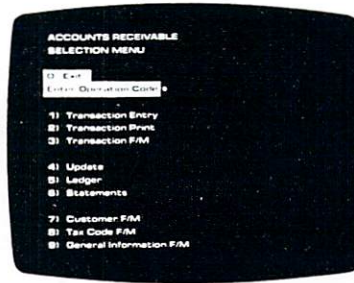 ACCOUNTS RECEIVABLE
SELECTION MENU
0) Exit
Enter Operation Code
1) Transaction Entry
2) Transaction Print
3) Transaction F/M
4) Update
5) Ledger
6) Statements
7) Customer F/M
8) Tax Code F/M
9) General Information F/M